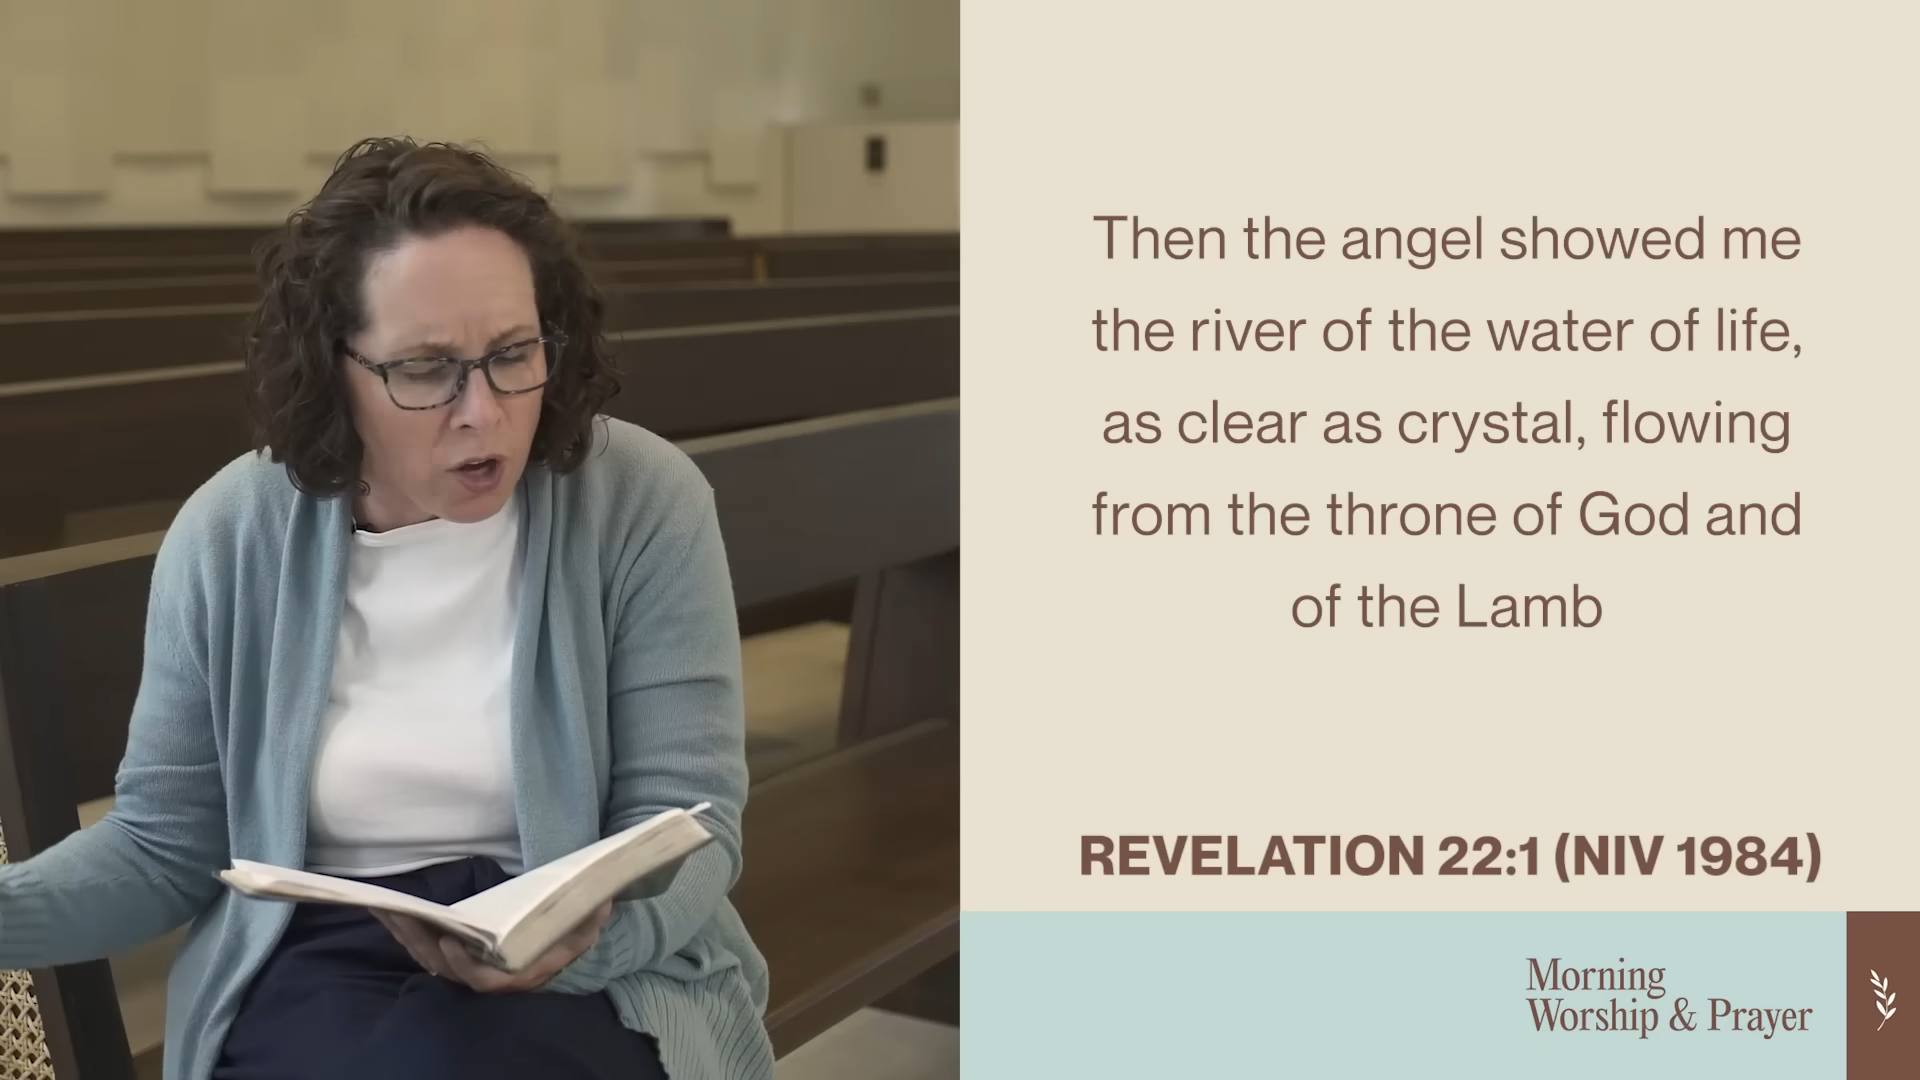 Then the angel showed me
the river of the water of life,
as clear as crystal, flowing
from the throne of God and
of the Lamb
REVELATION 22:1 (NIV 1984)
Morning
Worship & Prayer